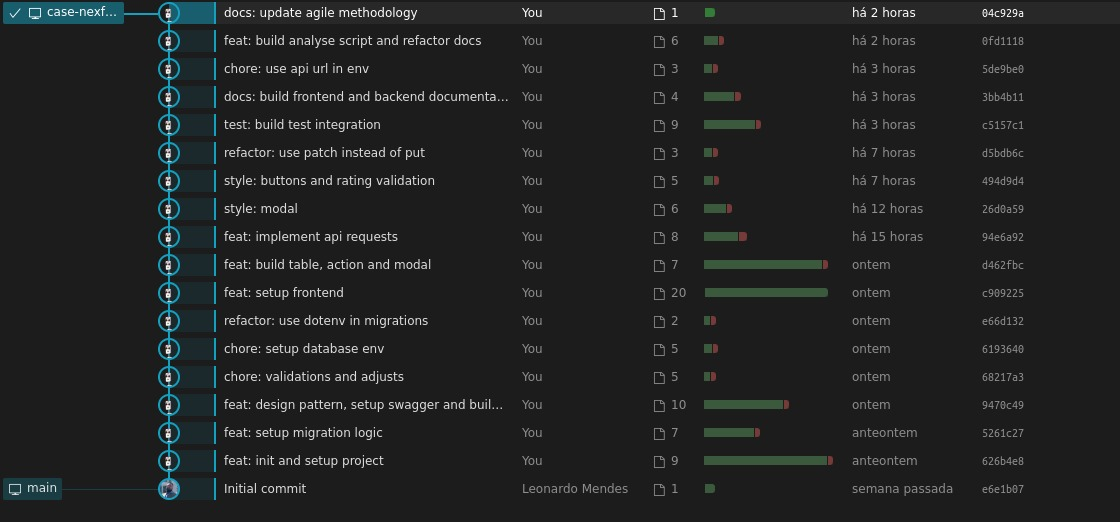 case-nexf... docs: update agile methodology You 1 há 2 horas 04c929a
feat: build analyse script and refactor docs You 6 há 2 horas 0fd1118
chore: use api url in env You 3 há 3 horas 5de9be0
docs: build frontend and backend documenta... You 4 há 3 horas 3bb4b11
test: build test integration You 9 há 3 horas c5157c1
refactor: use patch instead of put You 3 há 7 horas d5bdb6c
style: buttons and rating validation You 5 há 7 horas 494d9d4
style: modal You 6 há 12 horas 26d0a59
feat: implement api requests You 8 há 15 horas 94e6a92
feat: build table, action and modal You 7 ontem d462fbc
feat: setup frontend You 20 ontem c909225
refactor: use dotenv in migrations You 2 ontem e66d132
chore: setup database env You 5 ontem 6193640
chore: validations and adjusts You 5 ontem 68217a3
feat: design pattern, setup swagger and buil... You 10 ontem 9470c49
feat: setup migration logic You 7 anteontem 5261c27
feat: init and setup project You 9 anteontem 626b4e8
main Initial commit Leonardo Mendes 1 semana passada e6e1b07